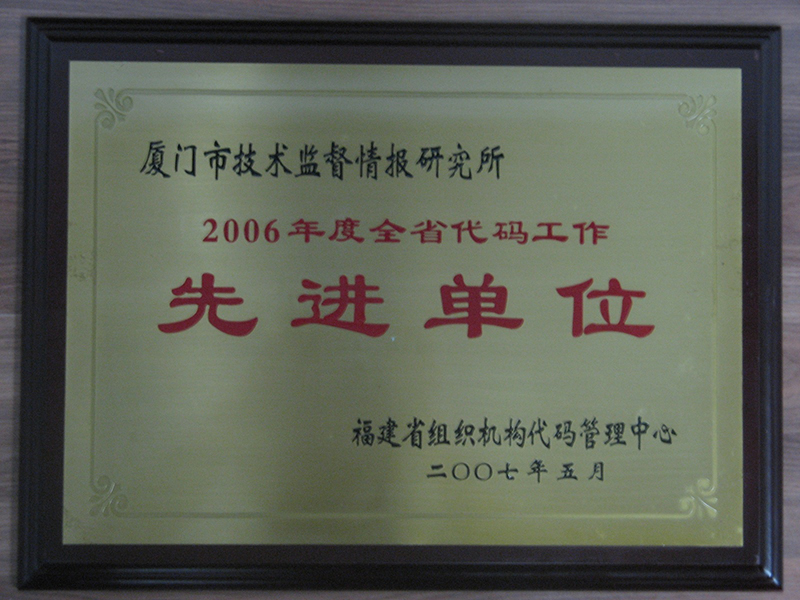 厦门市技术监督情报研究所
2006年度全省代码工作
先进单位
福建省组织机构代码管理中心
二〇〇七年五月